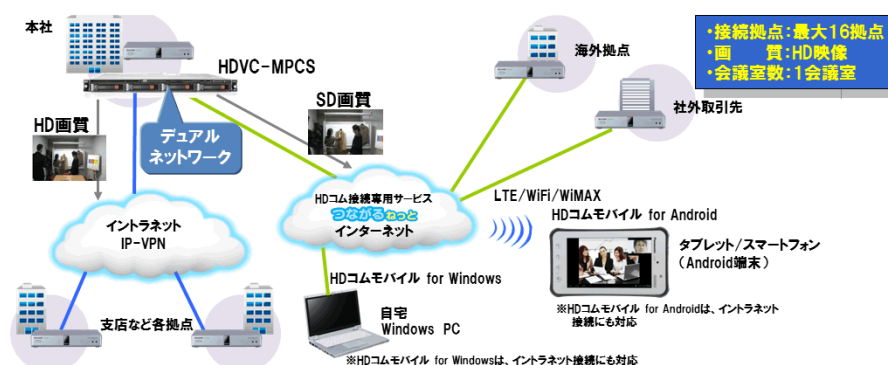 本社
HDVC-MPCS
HD画質
SD画質
デュアル
ネットワーク
イントラネット
IP-VPN
支店など各拠点
HDコム接続専用サービス
つながるねっと
インターネット
HDコムモバイル for Windows
自宅
Windows PC
※HDコムモバイル for Windowsは、イントラネット接続にも対応
海外拠点
社外取引先
・接続拠点:最大16拠点
・画　　質:HD映像
・会議室数:1会議室
LTE/WiFi/WiMAX
HDコムモバイル for Android
タブレット/スマートフォン
(Android端末)
※HDコムモバイル for Androidは、イントラネット
接続にも対応